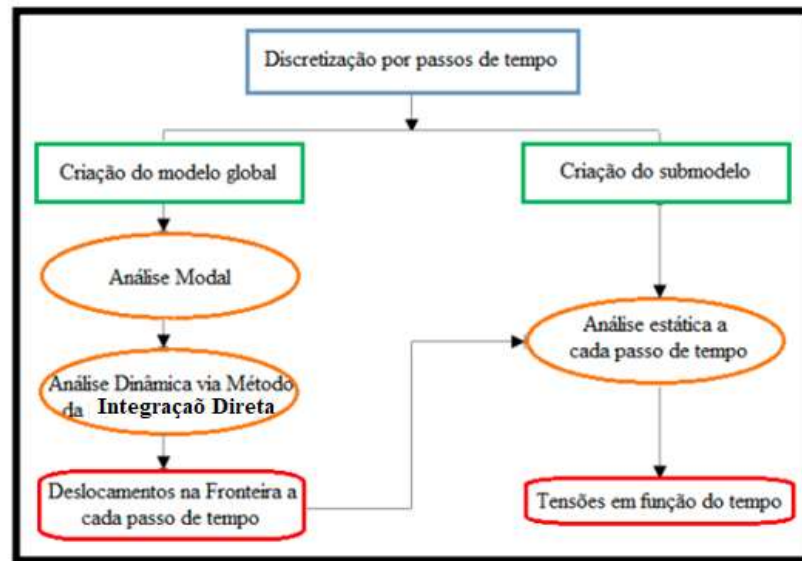 Discretização por passos de tempo
Criação do modelo global
Criação do submodelo
Análise Modal
Análise Dinâmica via Método
da Integraçaõ Direta
Análise estática a
cada passo de tempo
Deslocamentos na Fronteira a
cada passo de tempo
Tensões em função do tempo